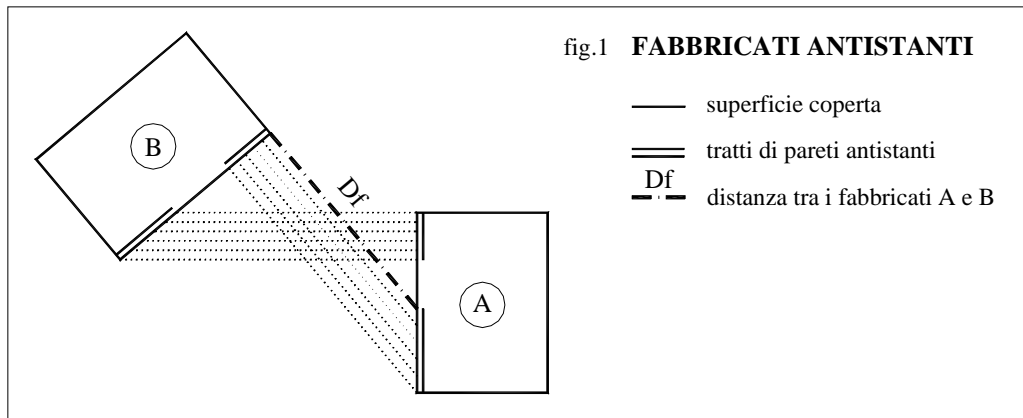 fig.1 FABBRICATI ANTISTANTI
superficie coperta
tratti di pareti antistanti
Df
distanza tra i fabbricati A e B
B
Df
A